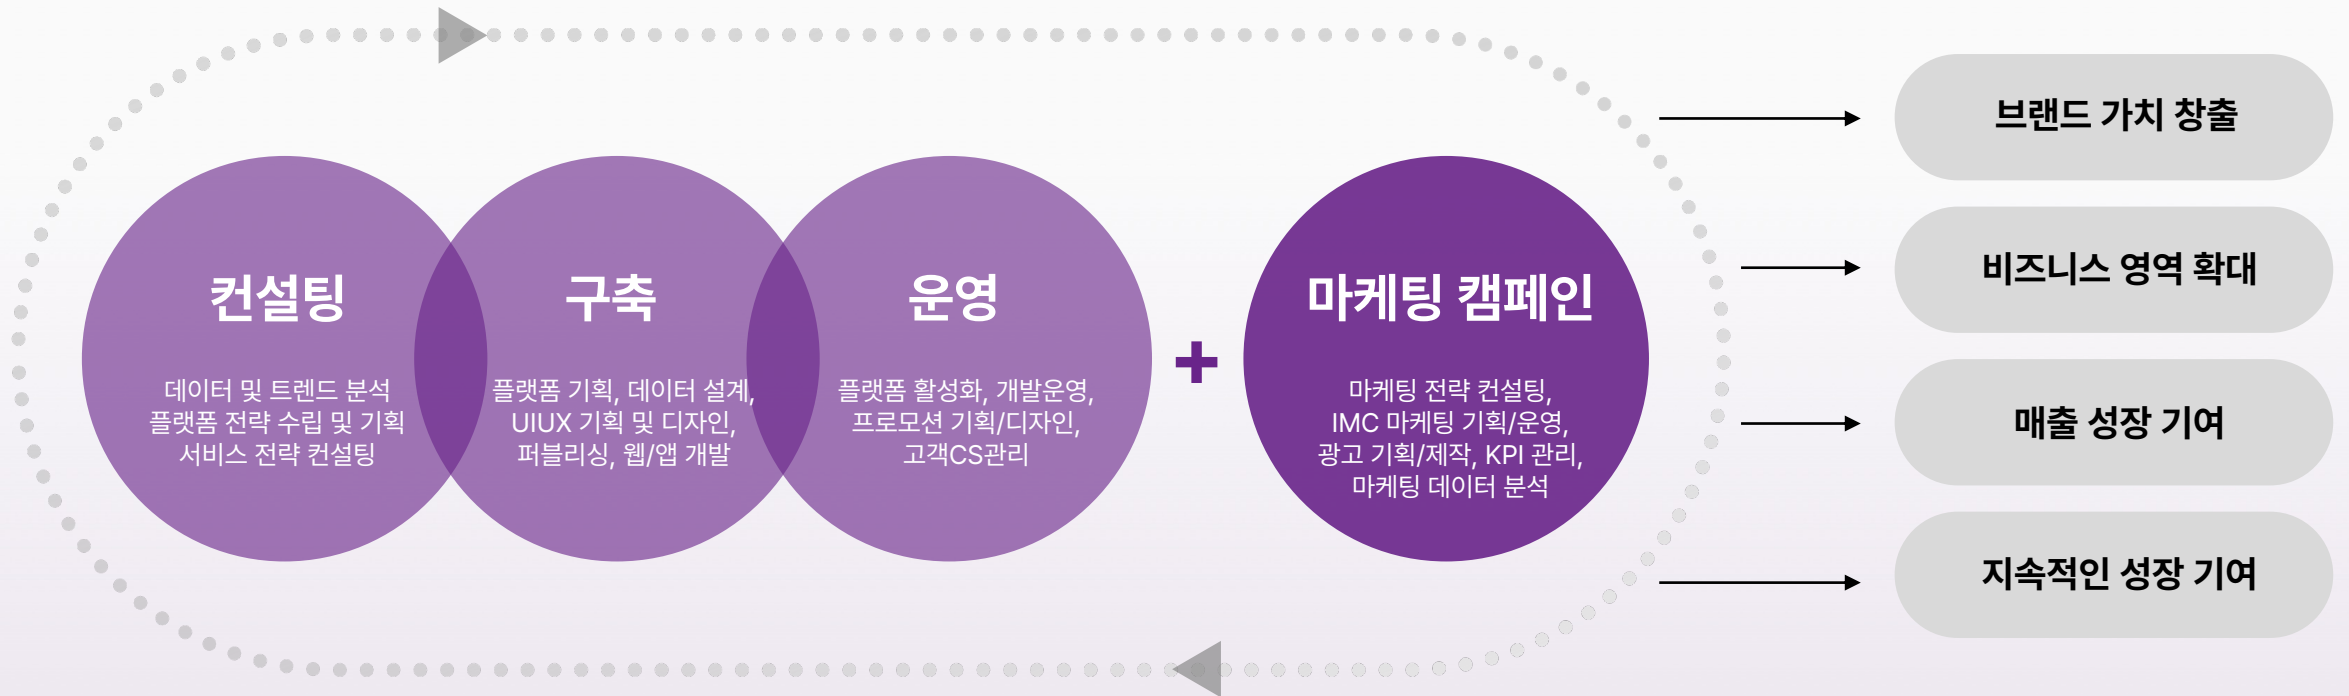 컨설팅
데이터 및 트렌드 분석
플랫폼 전략 수립 및 기획
서비스 전략 컨설팅
구축
플랫폼 기획, 데이터 설계,
UIUX 기획 및 디자인,
퍼블리싱, 웹/앱 개발
운영
플랫폼 활성화, 개발운영,
프로모션 기획/디자인,
고객CS관리
+
마케팅 캠페인
마케팅 전략 컨설팅,
IMC 마케팅 기획/운영,
광고 기획/제작, KPI 관리,
마케팅 데이터 분석
브랜드 가치 창출
비즈니스 영역 확대
매출 성장 기여
지속적인 성장 기여